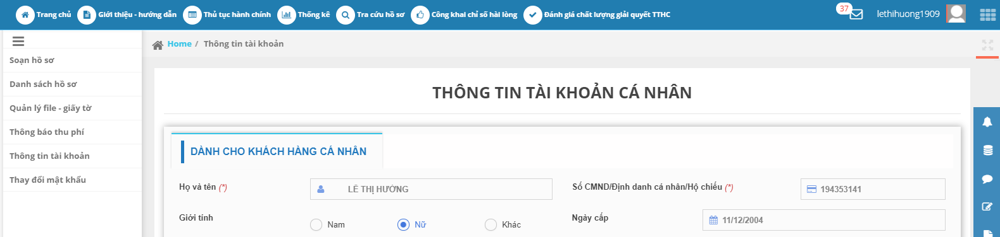 Trang chủ Giới thiệu - hướng dẫn Thủ tục hành chính Thống kê Tra cứu hồ sơ Công khai chỉ số hài lòng Đánh giá chất lượng giải quyết TTHC 37 lethihuong1909
Home / Thông tin tài khoản
Soạn hồ sơ
Danh sách hồ sơ
Quản lý file - giấy tờ
Thông báo thu phí
Thông tin tài khoản
Thay đổi mật khẩu
THÔNG TIN TÀI KHOẢN CÁ NHÂN
DÀNH CHO KHÁCH HÀNG CÁ NHÂN
Họ và tên (*) LÊ THỊ HƯỜNG Số CMND/Định danh cá nhân/Hộ chiếu (*) 194353141
Giới tính Nam Nữ Khác Ngày cấp 11/12/2004